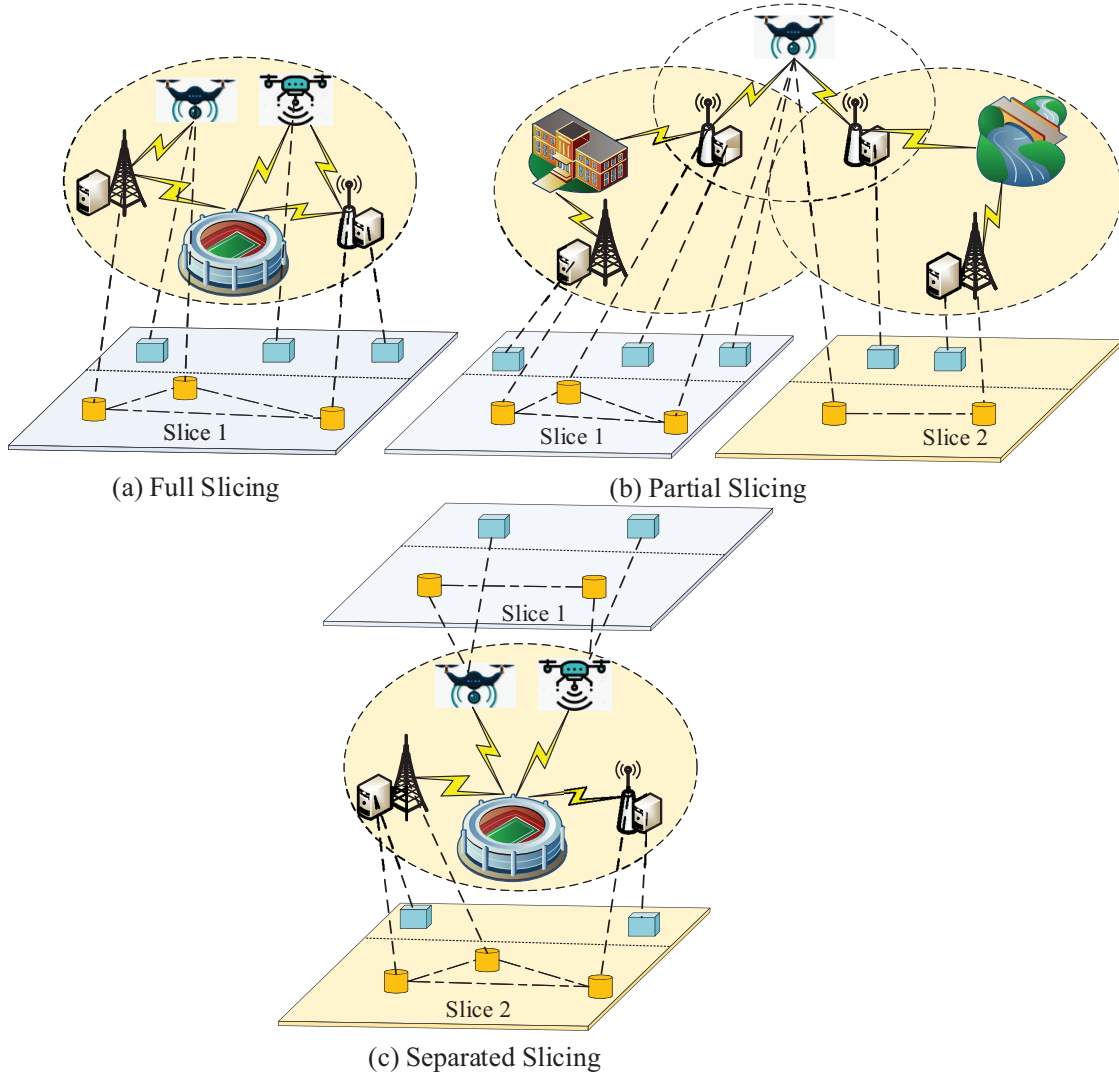 Slice 1
(a) Full Slicing
Slice 1
Slice 2
(b) Partial Slicing
Slice 1
Slice 2
(c) Separated Slicing